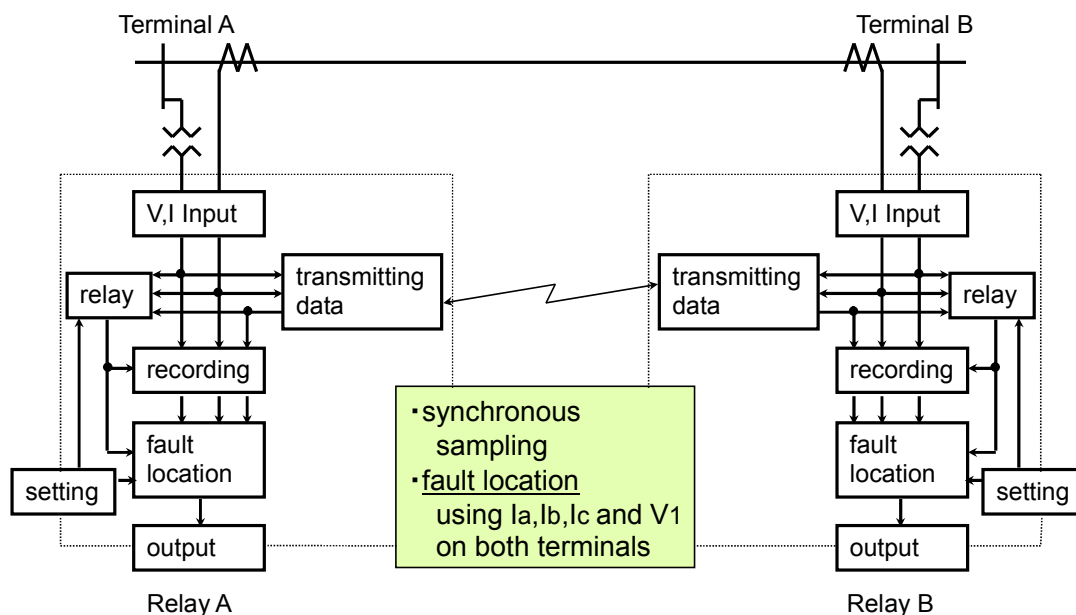 Terminal A
Terminal B
V,I Input
V,I Input
transmitting
data
relay
transmitting
data
relay
recording
recording
・synchronous
sampling
・fault location
using Ia,Ib,Ic and V1
on both terminals
fault
location
fault
location
setting
setting
output
output
Relay A
Relay B